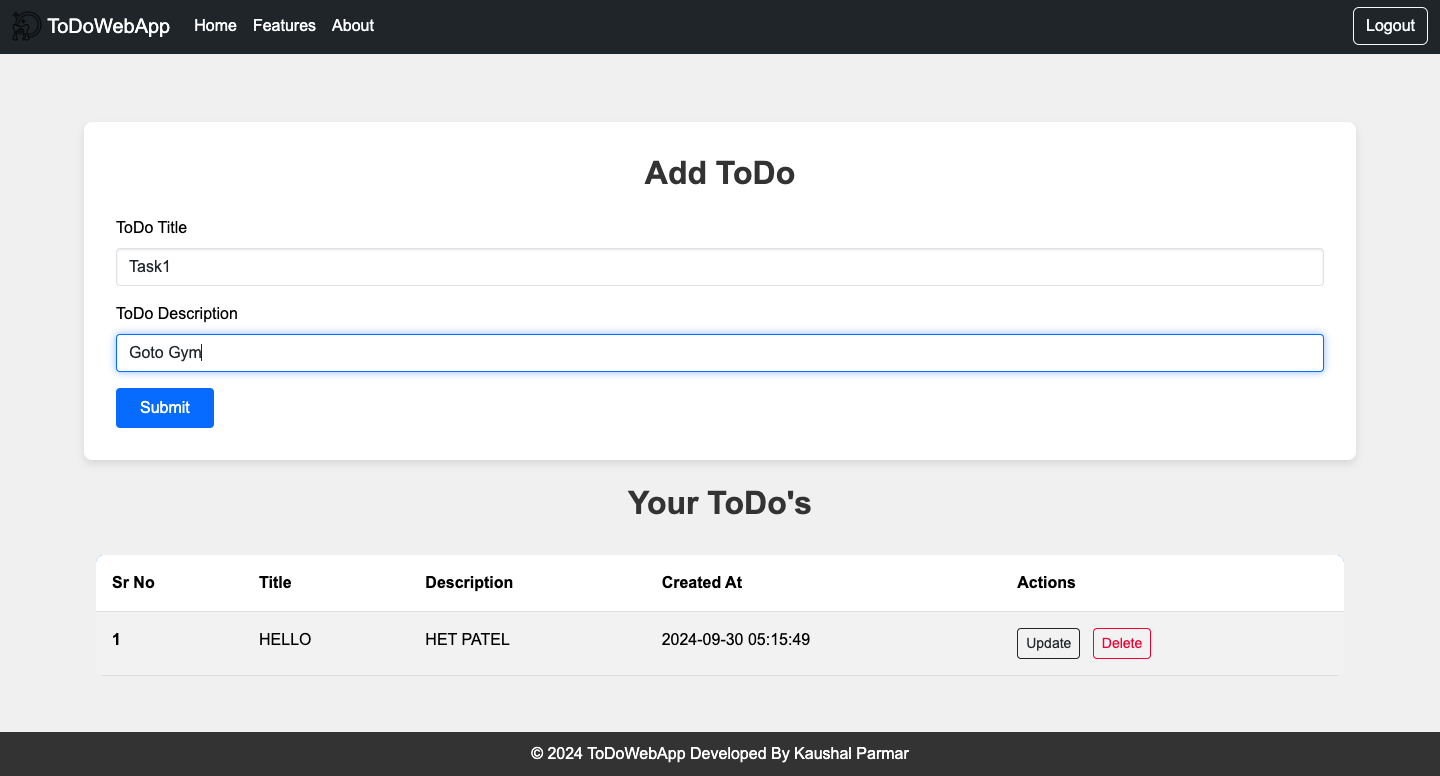 ToDoWebApp Home Features About Logout
Add ToDo
ToDo Title
Task1
ToDo Description
Goto Gym
Submit
Your ToDo's
Sr No Title Description Created At Actions
1 HELLO HET PATEL 2024-09-30 05:15:49 Update Delete
© 2024 ToDoWebApp Developed By Kaushal Parmar